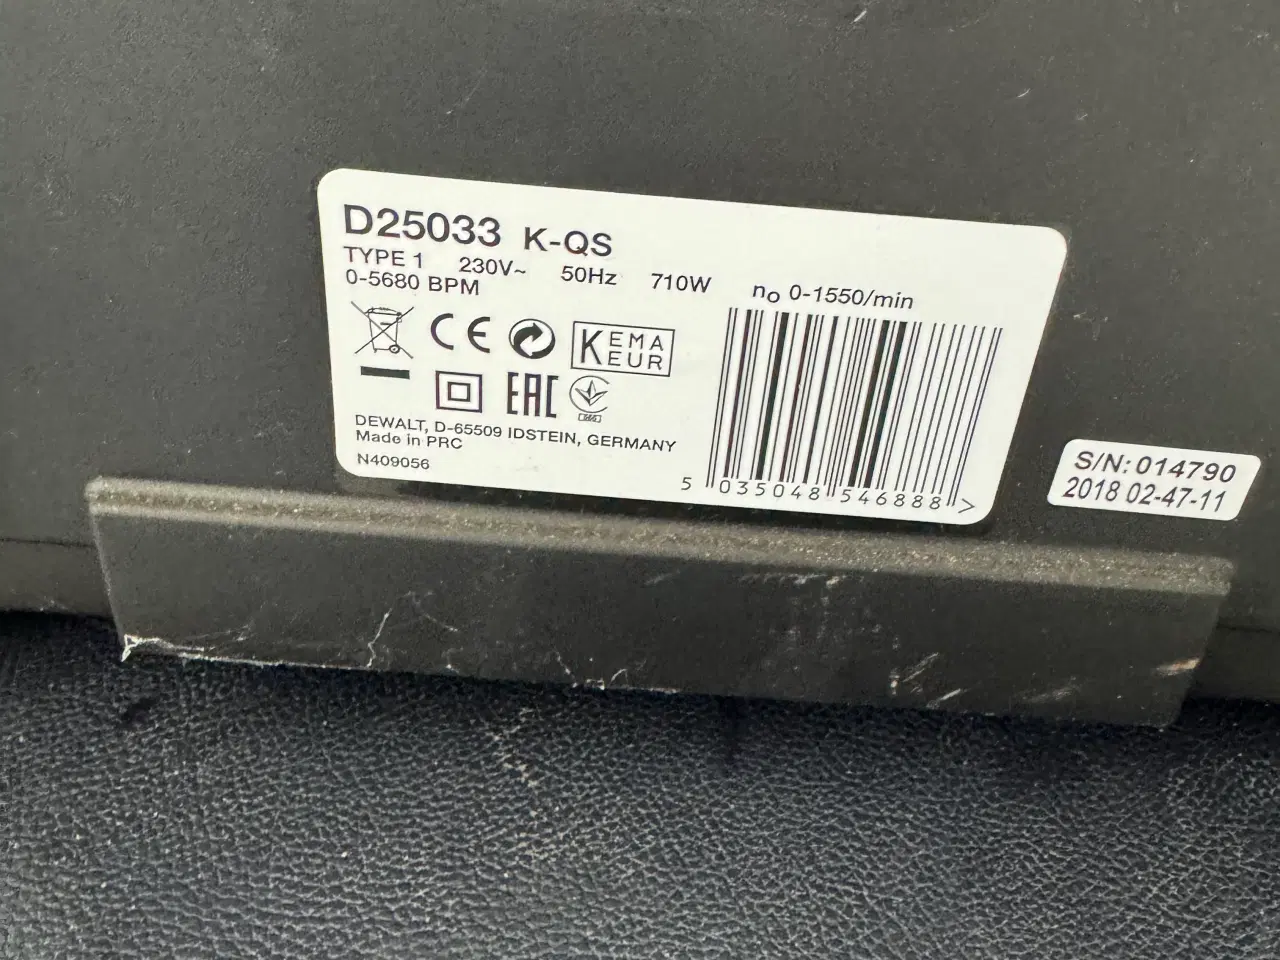 D25033 K-QS
TYPE 1 230V~ 50Hz 710W n₀ 0-1550/min
0-5680 BPM
CE KEMA EUR
EAC
DEWALT, D-65509 IDSTEIN, GERMANY
Made in PRC
N409056
5 035048 546888 >
S/N: 014790
2018 02-47-11